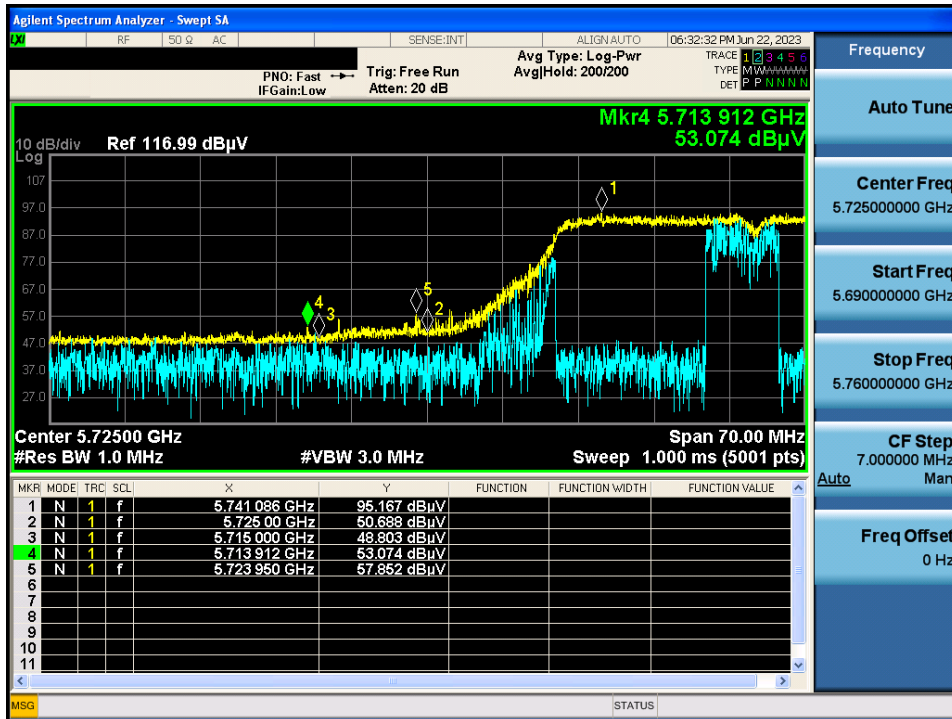 Agilent Spectrum Analyzer - Swept SA
LXI RF 50 Ω AC SENSE:INT ALIGN AUTO 06:32:32 PM Jun 22, 2023
Frequency
PNO: Fast
IFGain:Low
Trig: Free Run
Atten: 20 dB
Avg Type: Log-Pwr
Avg|Hold: 200/200
TRACE 1 2 3 4 5 6
TYPE M W W W W W
DET P P N N N N
Auto Tune
Mkr4 5.713 912 GHz
53.074 dBµV
10 dB/div Ref 116.99 dBµV
Log
107
97.0
87.0
77.0
67.0
57.0
47.0
37.0
27.0
1
4
3
5
2
Center 5.72500 GHz Span 70.00 MHz
#Res BW 1.0 MHz #VBW 3.0 MHz Sweep 1.000 ms (5001 pts)
Center Freq
5.725000000 GHz
Start Freq
5.690000000 GHz
Stop Freq
5.760000000 GHz
CF Step
7.000000 MHz
Auto Man
Freq Offset
0 Hz
MKR MODE TRC SCL X Y FUNCTION FUNCTION WIDTH FUNCTION VALUE
1 N 1 f 5.741 086 GHz 95.167 dBµV
2 N 1 f 5.725 00 GHz 50.688 dBµV
3 N 1 f 5.715 000 GHz 48.803 dBµV
4 N 1 f 5.713 912 GHz 53.074 dBµV
5 N 1 f 5.723 950 GHz 57.852 dBµV
6
7
8
9
10
11
MSG STATUS